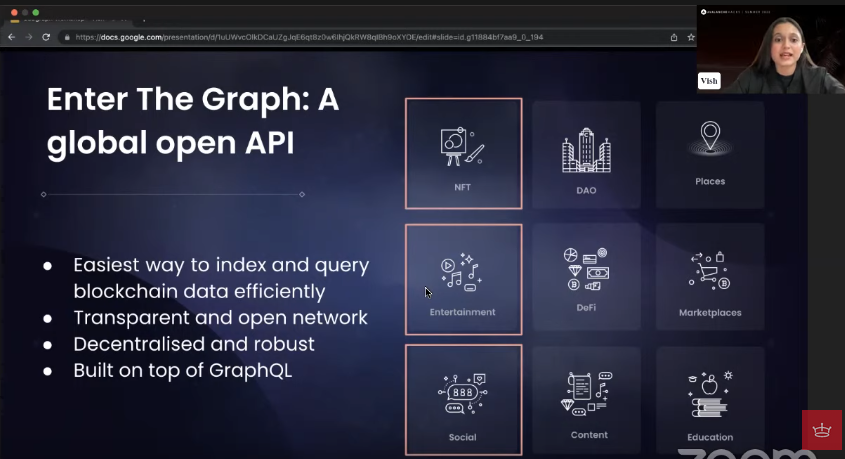 https://docs.google.com/presentation/d/1uUWvcOlkDCaUZgJqE6qt8z0w6IhjQkRW8qIBh9oXYDE/edit#slide=id.g11884bf7aa9_0_194
Vish
Enter The Graph: A
global open API
● Easiest way to index and query
blockchain data efficiently
● Transparent and open network
● Decentralised and robust
● Built on top of GraphQL
NFT
DAO
Places
Entertainment
DeFi
Marketplaces
888
Social
Content
Education
zoom